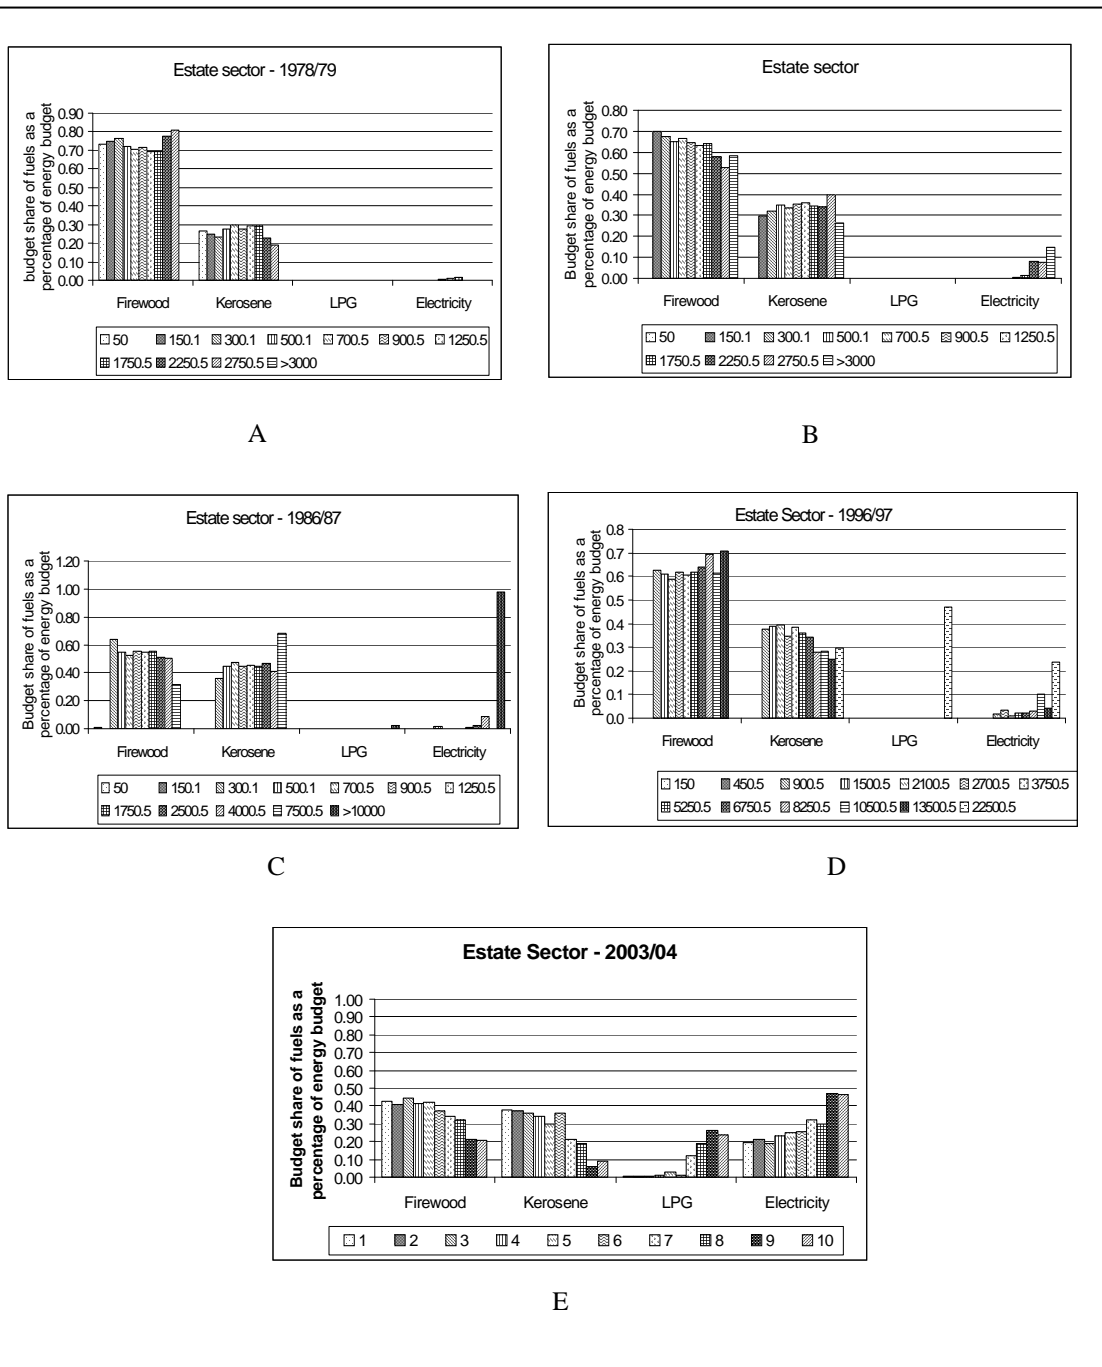 Estate sector - 1978/79
budget share of fuels as a
percentage of energy budget
0.90
0.80
0.70
0.60
0.50
0.40
0.30
0.20
0.10
0.00
Firewood Kerosene LPG Electricity
50 150.1 300.1 500.1 700.5 900.5 1250.5
1750.5 2250.5 2750.5 >3000
A
Estate sector
Budget share of fuels as a
percentage of energy budget
0.80
0.70
0.60
0.50
0.40
0.30
0.20
0.10
0.00
Firewood Kerosene LPG Electricity
50 150.1 300.1 500.1 700.5 900.5 1250.5
1750.5 2250.5 2750.5 >3000
B
Estate sector - 1986/87
Budget share of fuels as a
percentage of energy budget
1.20
1.00
0.80
0.60
0.40
0.20
0.00
Firewood Kerosene LPG Electricity
50 150.1 300.1 500.1 700.5 900.5 1250.5
1750.5 2500.5 4000.5 7500.5 >10000
C
Estate Sector - 1996/97
Budget share of fuels as a
percentage of energy budget
0.8
0.7
0.6
0.5
0.4
0.3
0.2
0.1
0.0
Firewood Kerosene LPG Electricity
150 450.5 900.5 1500.5 2100.5 2700.5 3750.5
5250.5 6750.5 8250.5 10500.5 13500.5 22500.5
D
Estate Sector - 2003/04
Budget share of fuels as a
percentage of energy budget
1.00
0.90
0.80
0.70
0.60
0.50
0.40
0.30
0.20
0.10
0.00
Firewood Kerosene LPG Electricity
1 2 3 4 5 6 7 8 9 10
E